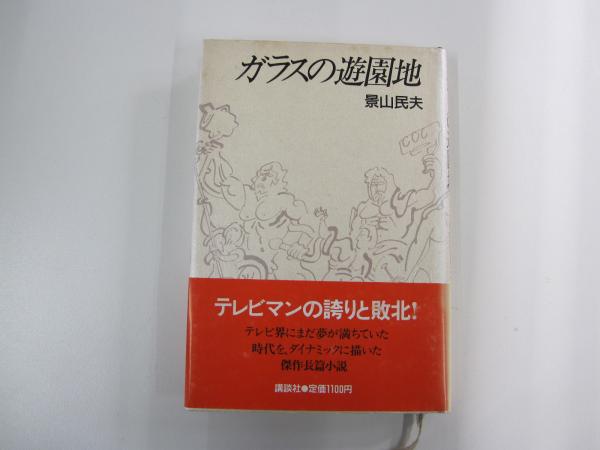 ガラスの遊園地
景山民夫
テレビマンの誇りと敗北!
テレビ界にまだ夢が満ちていた
時代を、ダイナミックに描いた
傑作長篇小説
講談社●定価1100円